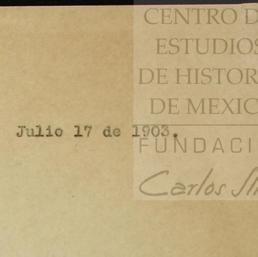 CENTRO D
ESTUDIOS
DE HISTOR
DE MEXIC
Julio 17 de 1903.
FUNDACI
Carlos Sli